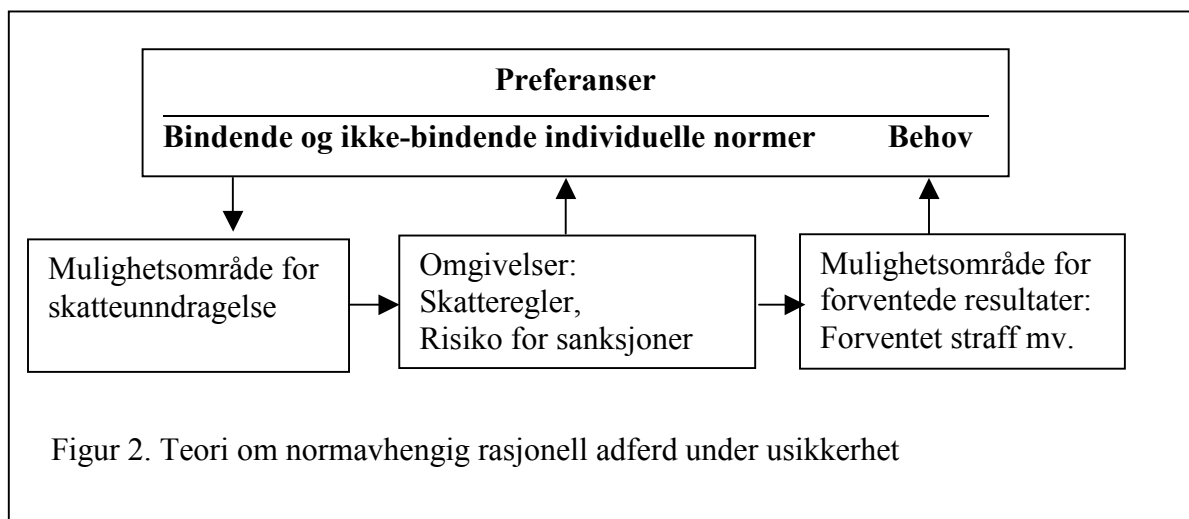 Preferanser
Bindende og ikke-bindende individuelle normer Behov
Mulighetsområde for
skatteunndragelse
Omgivelser:
Skatteregler,
Risiko for sanksjoner
Mulighetsområde for
forventede resultater:
Forventet straff mv.
Figur 2. Teori om normavhengig rasjonell adferd under usikkerhet